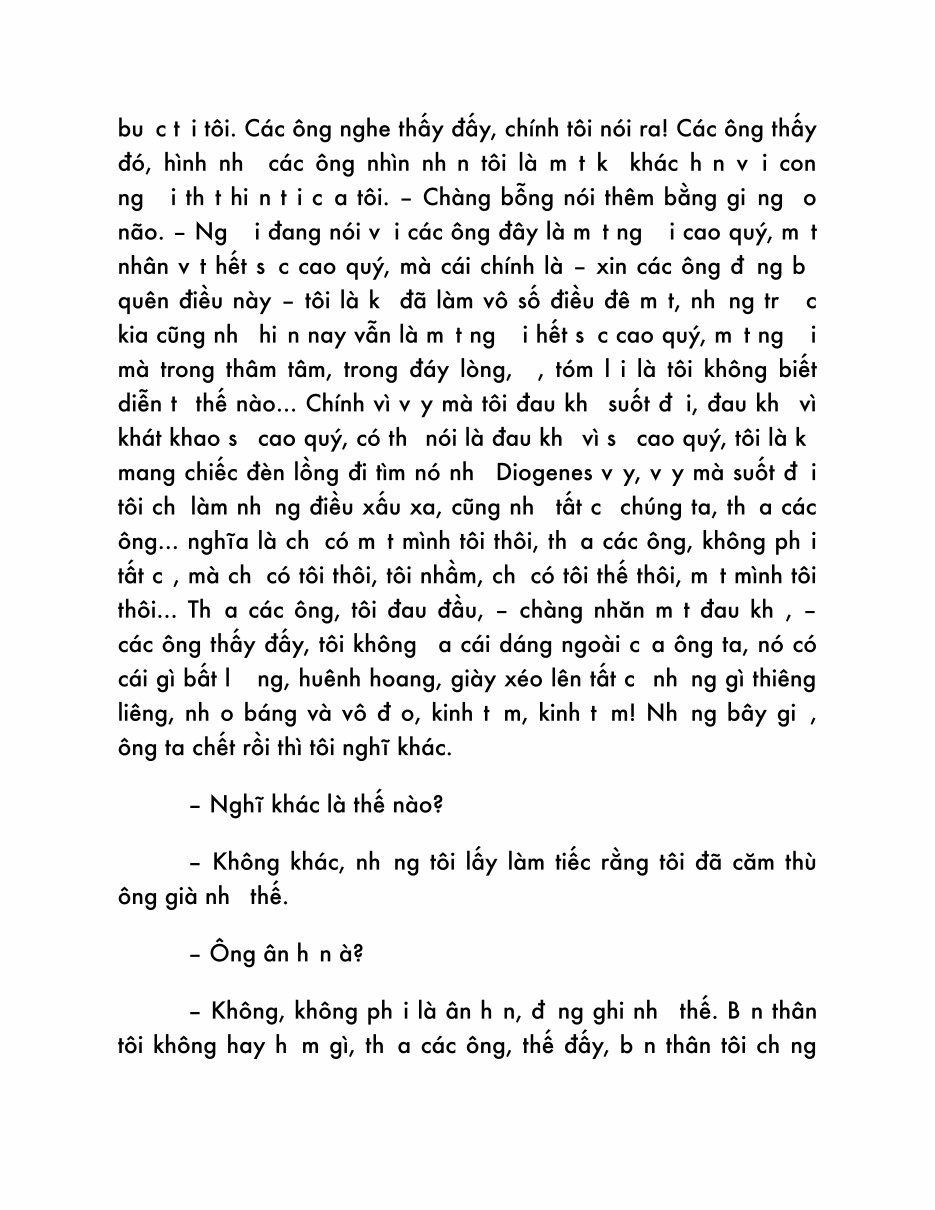 bu c t i tôi. Các ông nghe thấy đấy, chính tôi nói ra! Các ông thấy
đó, hình nh các ông nhìn nh n tôi là m t k khác h n v i con
ng i th t hi n t i c a tôi. – Chàng bỗng nói thêm bằng gi ng o
não. – Ng i đang nói v i các ông đây là m t ng i cao quý, m t
nhân v t hết s c cao quý, mà cái chính là – xin các ông đ ng b
quên điều này – tôi là k đã làm vô số điều đê m t, nh ng tr c
kia cũng nh hi n nay vẫn là m t ng i hết s c cao quý, m t ng i
mà trong thâm tâm, trong đáy lòng, , tóm l i là tôi không biết
diễn t thế nào... Chính vì v y mà tôi đau kh suốt đ i, đau kh vì
khát khao s cao quý, có th nói là đau kh vì s cao quý, tôi là k
mang chiếc đèn lồng đi tìm nó nh Diogenes v y, v y mà suốt đ i
tôi ch làm nh ng điều xấu xa, cũng nh tất c chúng ta, th a các
ông... nghĩa là ch có m t mình tôi thôi, th a các ông, không ph i
tất c , mà ch có tôi thôi, tôi nhầm, ch có tôi thế thôi, m t mình tôi
thôi... Th a các ông, tôi đau đầu, – chàng nhăn m t đau kh , –
các ông thấy đấy, tôi không a cái dáng ngoài c a ông ta, nó có
cái gì bất l ng, huênh hoang, giày xéo lên tất c nh ng gì thiêng
liêng, nh o báng và vô đ o, kinh t m, kinh t m! Nh ng bây gi ,
ông ta chết rồi thì tôi nghĩ khác.
– Nghĩ khác là thế nào?
– Không khác, nh ng tôi lấy làm tiếc rằng tôi đã căm thù
ông già nh thế.
– Ông ân h n à?
– Không, không ph i là ân h n, đ ng ghi nh thế. B n thân
tôi không hay h m gì, th a các ông, thế đấy, b n thân tôi ch ng